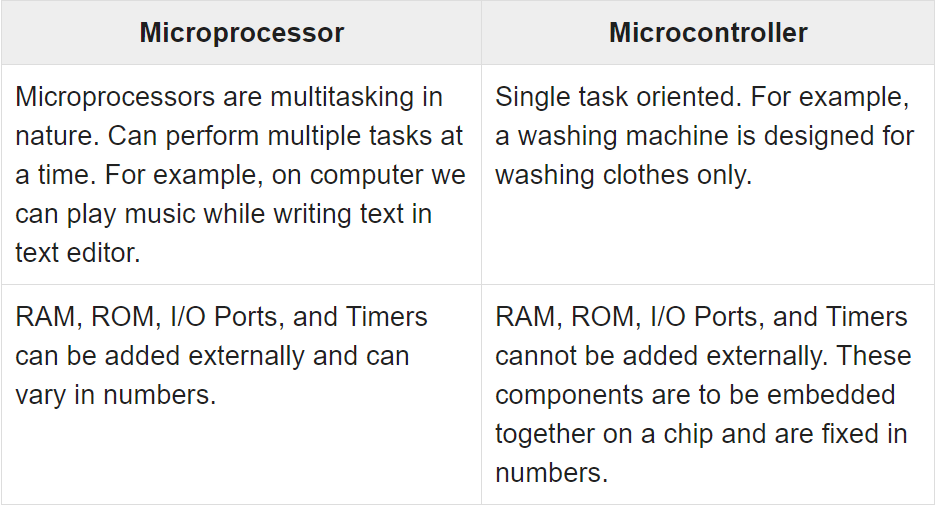 Microprocessor
Microcontroller
Microprocessors are multitasking in
nature. Can perform multiple tasks at
a time. For example, on computer we
can play music while writing text in
text editor.
Single task oriented. For example,
a washing machine is designed for
washing clothes only.
RAM, ROM, I/O Ports, and Timers
can be added externally and can
vary in numbers.
RAM, ROM, I/O Ports, and Timers
cannot be added externally. These
components are to be embedded
together on a chip and are fixed in
numbers.